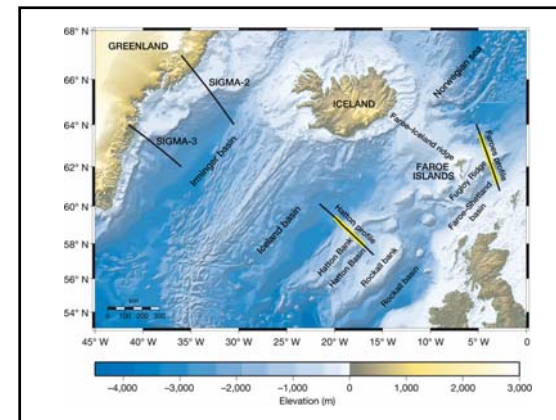 68° N
66° N
64° N
62° N
60° N
58° N
56° N
54° N
GREENLAND
SIGMA-2
SIGMA-3
Irminger basin
ICELAND
Norwegian sea
Faroe-Iceland ridge
FAROE
ISLANDS
Faroes profile
Fugloy Ridge
Faroe-Shetland
basin
Iceland basin
Hatton profile
Hatton Bank
Hatton Basin
Rockall bank
Rockall basin
km
0 100 200 300
45° W 40° W 35° W 30° W 25° W 20° W 15° W 10° W 5° W 0
–4,000 –3,000 –2,000 –1,000 0 1,000 2,000 3,000
Elevation (m)